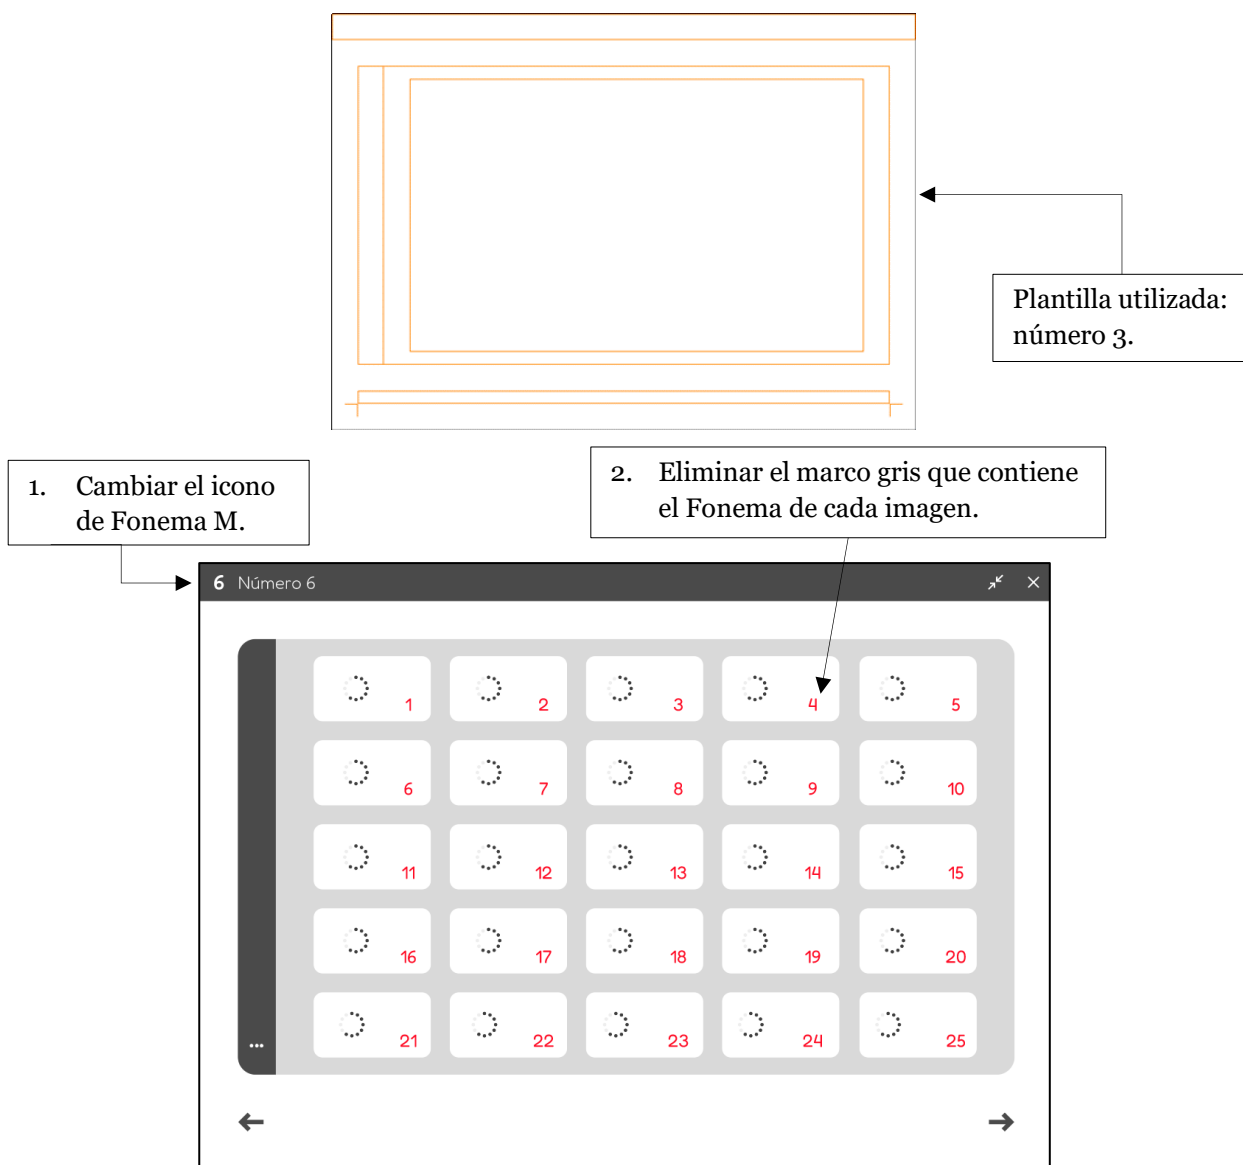 Plantilla utilizada:
número 3.
1. Cambiar el icono
de Fonema M.
2. Eliminar el marco gris que contiene
el Fonema de cada imagen.
6 Número 6
1 2 3 4 5
6 7 8 9 10
11 12 13 14 15
16 17 18 19 20
21 22 23 24 25